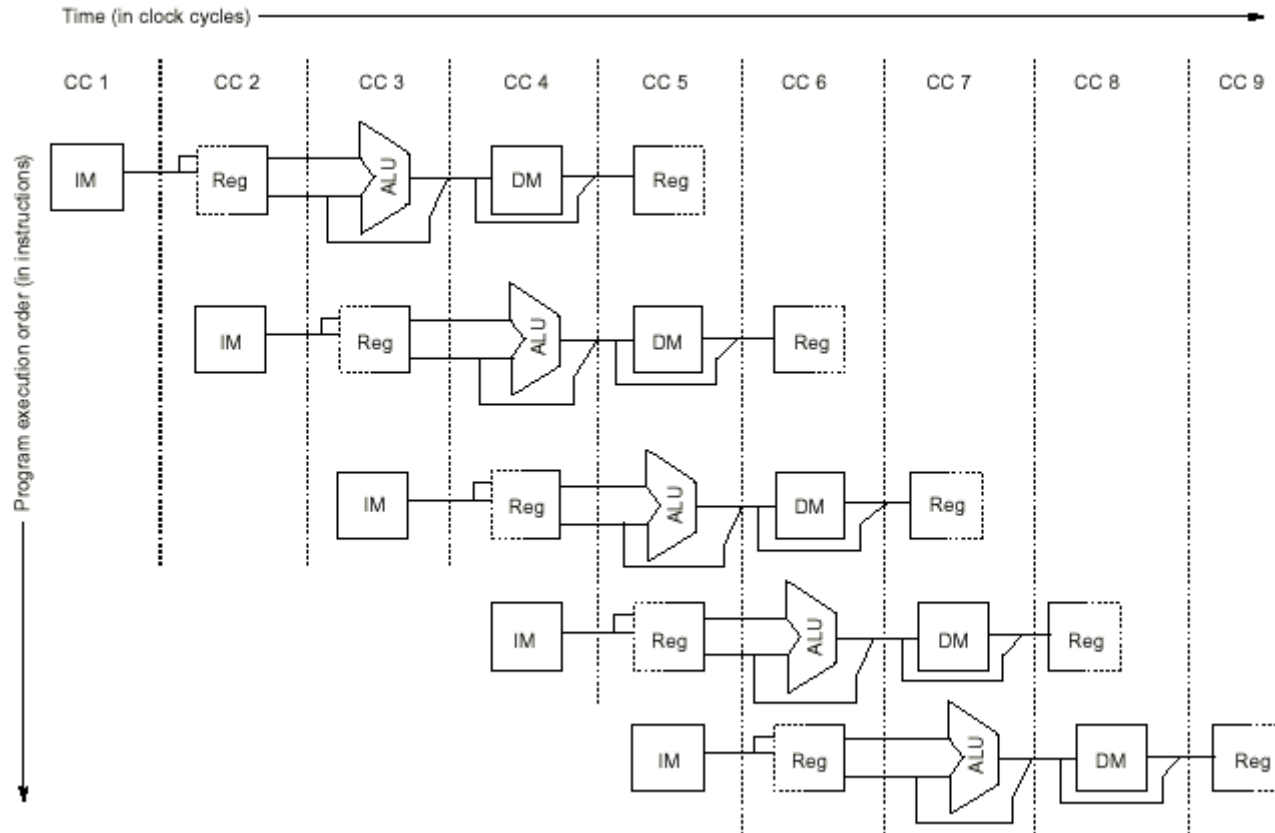 Time (in clock cycles)
CC 1 CC 2 CC 3 CC 4 CC 5 CC 6 CC 7 CC 8 CC 9
Program execution order (in instructions)
IM Reg ALU DM Reg
IM Reg ALU DM Reg
IM Reg ALU DM Reg
IM Reg ALU DM Reg
IM Reg ALU DM Reg